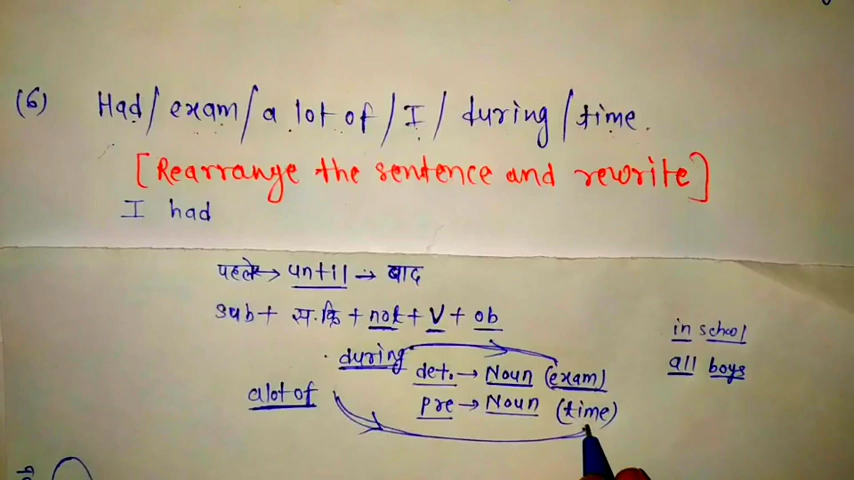 (6) Had/ exam/ a lot of / I / during / time.
[Rearrange the sentence and rewrite]
I had
पहले → until → बाद
sub + स.क्रि + not + V + ob
in school
during
det. → Noun (exam)
all boys
alot of
pre → Noun (time)